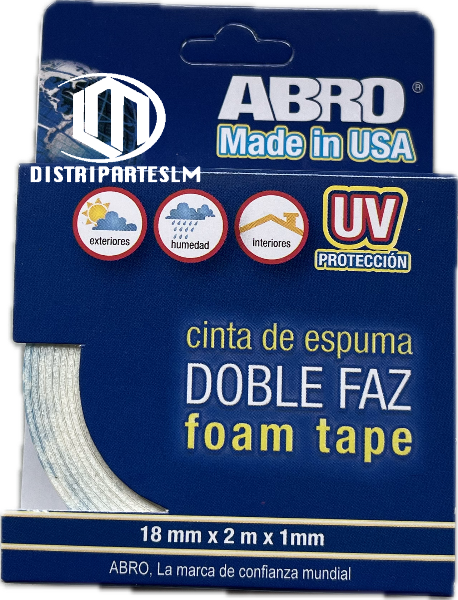 ABRO®
Made in USA
LM
DISTRIPARTESLM
exteriores
humedad
interiores
UV
PROTECCIÓN
cinta de espuma
DOBLE FAZ
foam tape
18 mm x 2 m x 1mm
ABRO, La marca de confianza mundial